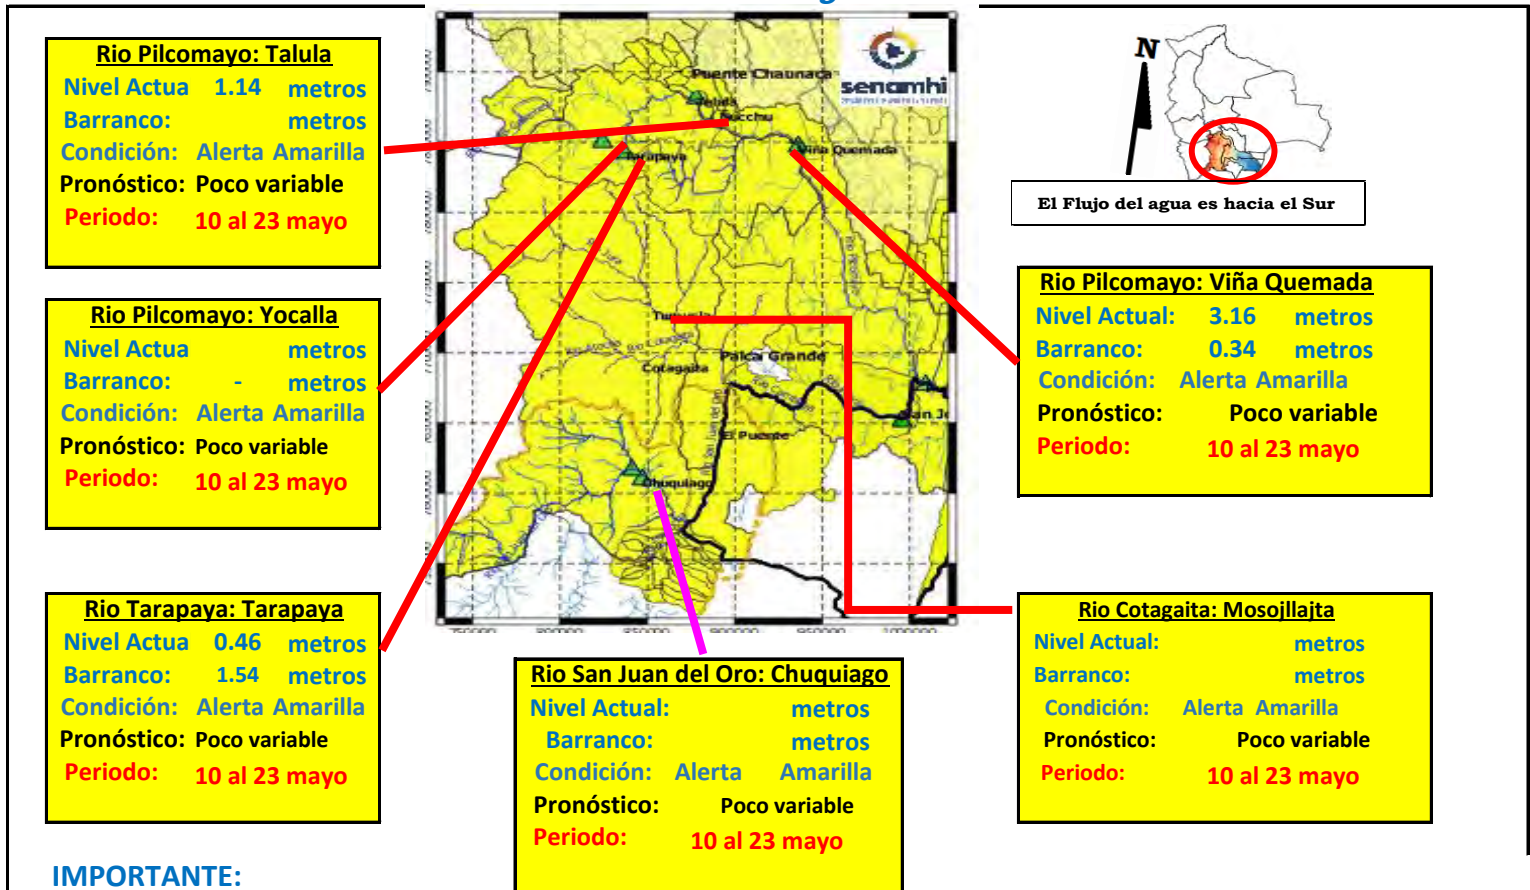 Rio Pilcomayo: Talula
Nivel Actua 1.14 metros
Barranco: metros
Condición: Alerta Amarilla
Pronóstico: Poco variable
Periodo: 10 al 23 mayo
Rio Pilcomayo: Yocalla
Nivel Actua metros
Barranco: - metros
Condición: Alerta Amarilla
Pronóstico: Poco variable
Periodo: 10 al 23 mayo
Rio Tarapaya: Tarapaya
Nivel Actua 0.46 metros
Barranco: 1.54 metros
Condición: Alerta Amarilla
Pronóstico: Poco variable
Periodo: 10 al 23 mayo
senamhi
Puente Chaunaca
Tarapaya
Viña Quemada
Palca Grande
Cotagaita
El Puente
Chuquiago
750000 800000 850000 900000 950000 1000000
Rio San Juan del Oro: Chuquiago
Nivel Actual: metros
Barranco: metros
Condición: Alerta Amarilla
Pronóstico: Poco variable
Periodo: 10 al 23 mayo
N
El Flujo del agua es hacia el Sur
Rio Pilcomayo: Viña Quemada
Nivel Actual: 3.16 metros
Barranco: 0.34 metros
Condición: Alerta Amarilla
Pronóstico: Poco variable
Periodo: 10 al 23 mayo
Rio Cotagaita: Mosojllajta
Nivel Actual: metros
Barranco: metros
Condición: Alerta Amarilla
Pronóstico: Poco variable
Periodo: 10 al 23 mayo
IMPORTANTE: